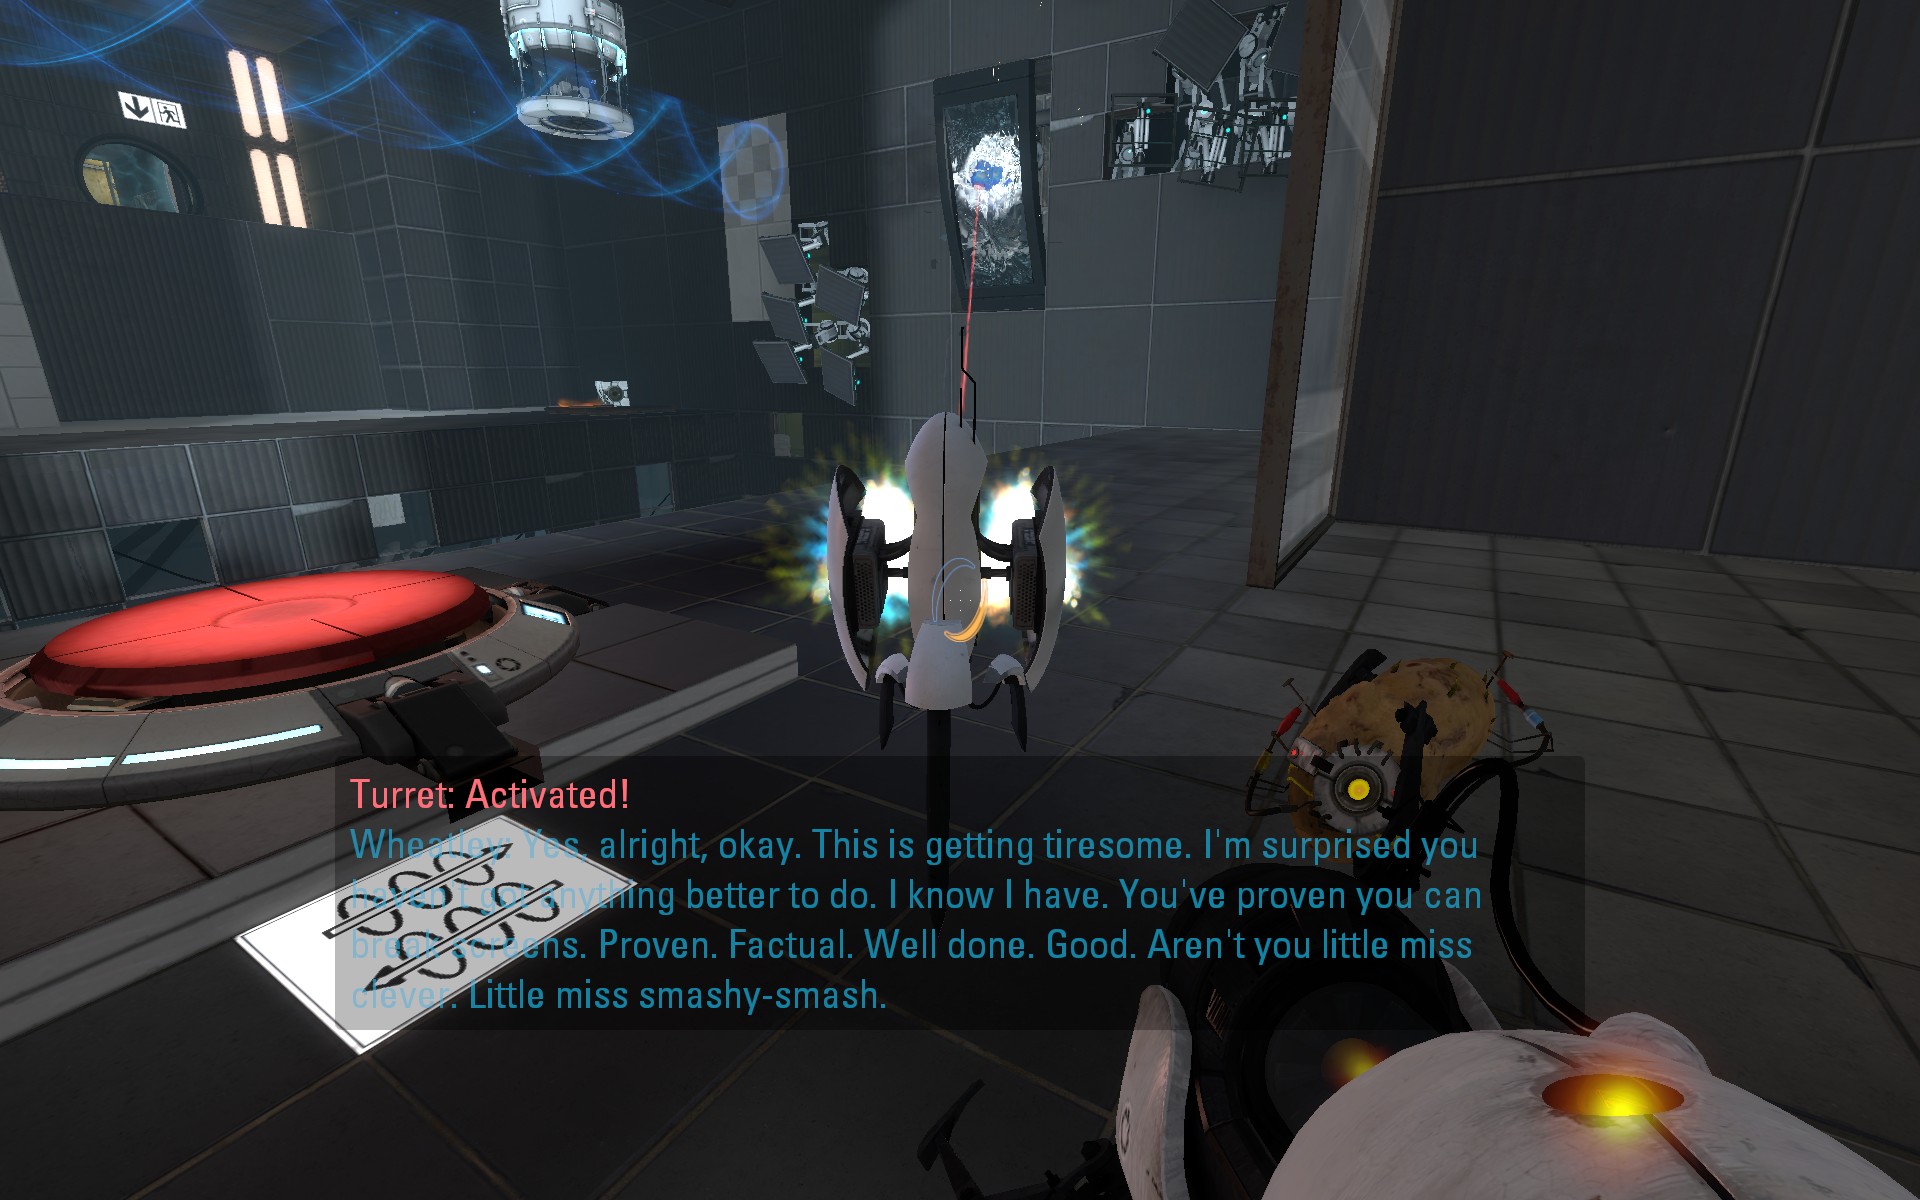 Turret: Activated!
Wheatley: Yes, alright, okay. This is getting tiresome. I'm surprised you
haven't got anything better to do. I know I have. You've proven you can
break screens. Proven. Factual. Well done. Good. Aren't you little miss
clever. Little miss smashy-smash.